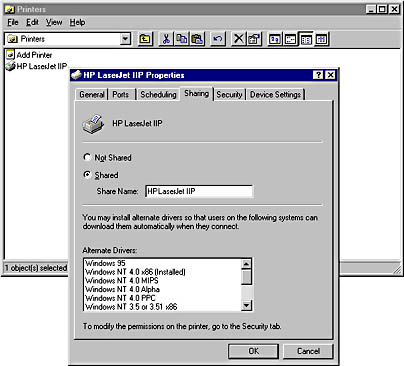 Printers
File Edit View Help
Printers
Add Printer
HP LaserJet IIP
HP LaserJet IIP Properties
General Ports Scheduling Sharing Security Device Settings
HP LaserJet IIP
Not Shared
Shared
Share Name: HPLaserJet IIP
You may install alternate drivers so that users on the following systems can
download them automatically when they connect.
Alternate Drivers:
Windows 95
Windows NT 4.0 x86 (Installed)
Windows NT 4.0 MIPS
Windows NT 4.0 Alpha
Windows NT 4.0 PPC
Windows NT 3.5 or 3.51 x86
1 object(s) selected
To modify the permissions on the printer, go to the Security tab.
OK Cancel